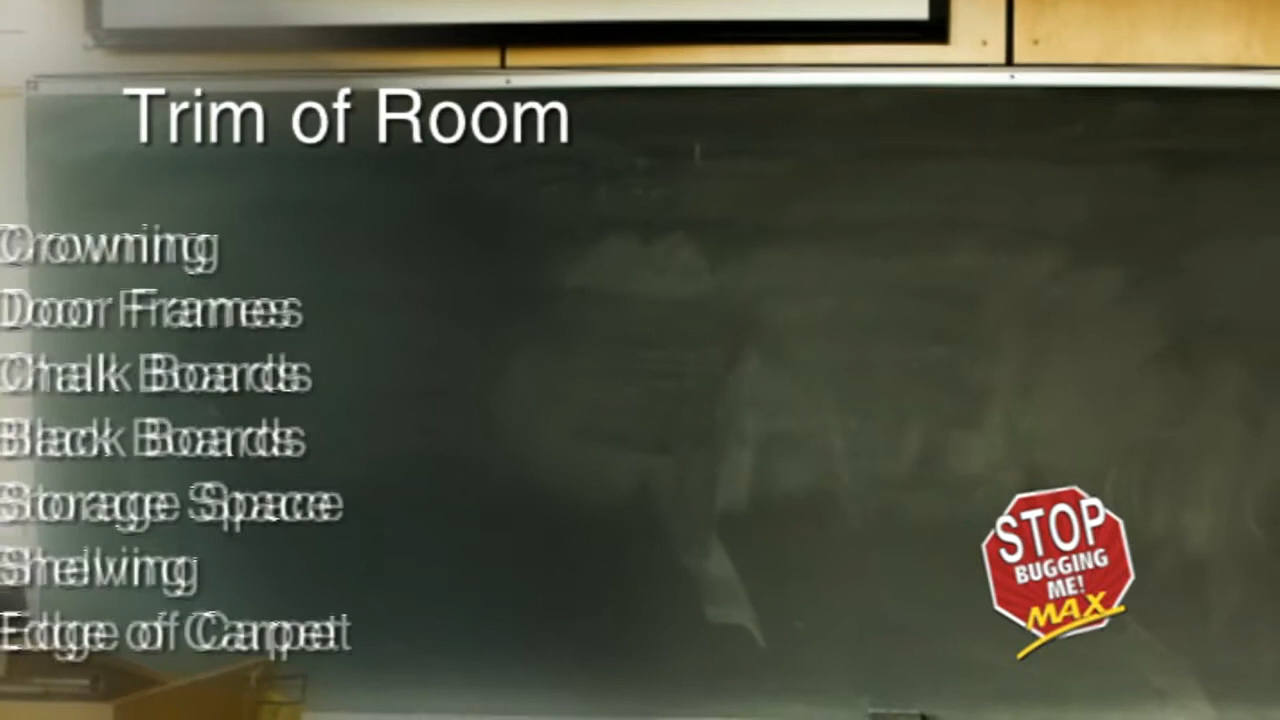 Trim of Room
Crowning
Door Frames
Chalk Boards
Black Boards
Storage Space
Shelving
Edge of Carpet
STOP
BUGGING
ME!
MAX